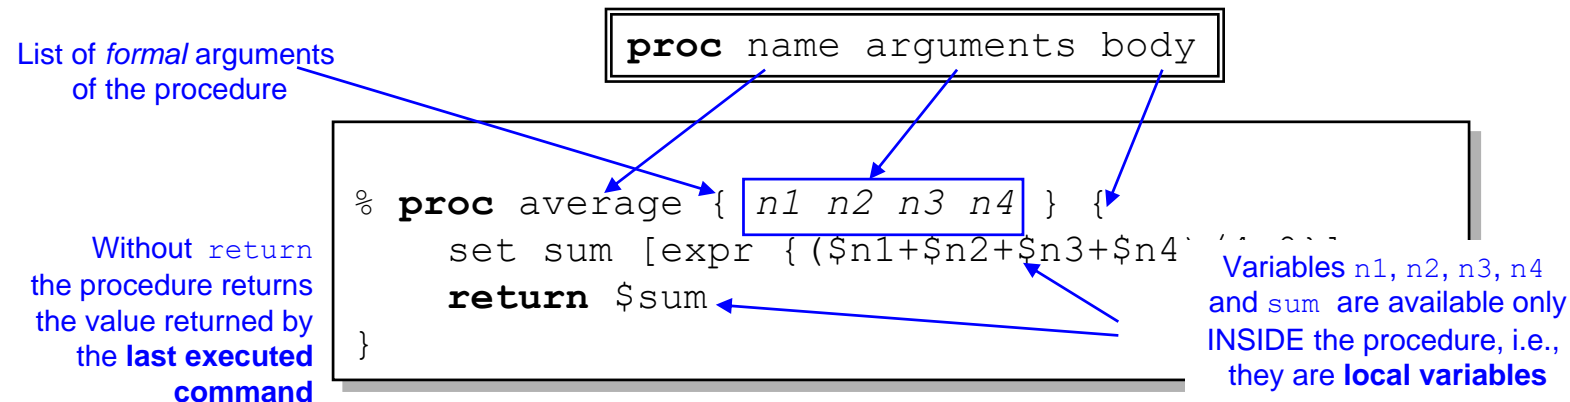 proc name arguments body
List of formal arguments
of the procedure
% proc average { n1 n2 n3 n4 } {
set sum [expr {($n1+$n2+$n3+$n4
return $sum
}
Without return
the procedure returns
the value returned by
the last executed
command
Variables n1, n2, n3, n4
and sum are available only
INSIDE the procedure, i.e.,
they are local variables